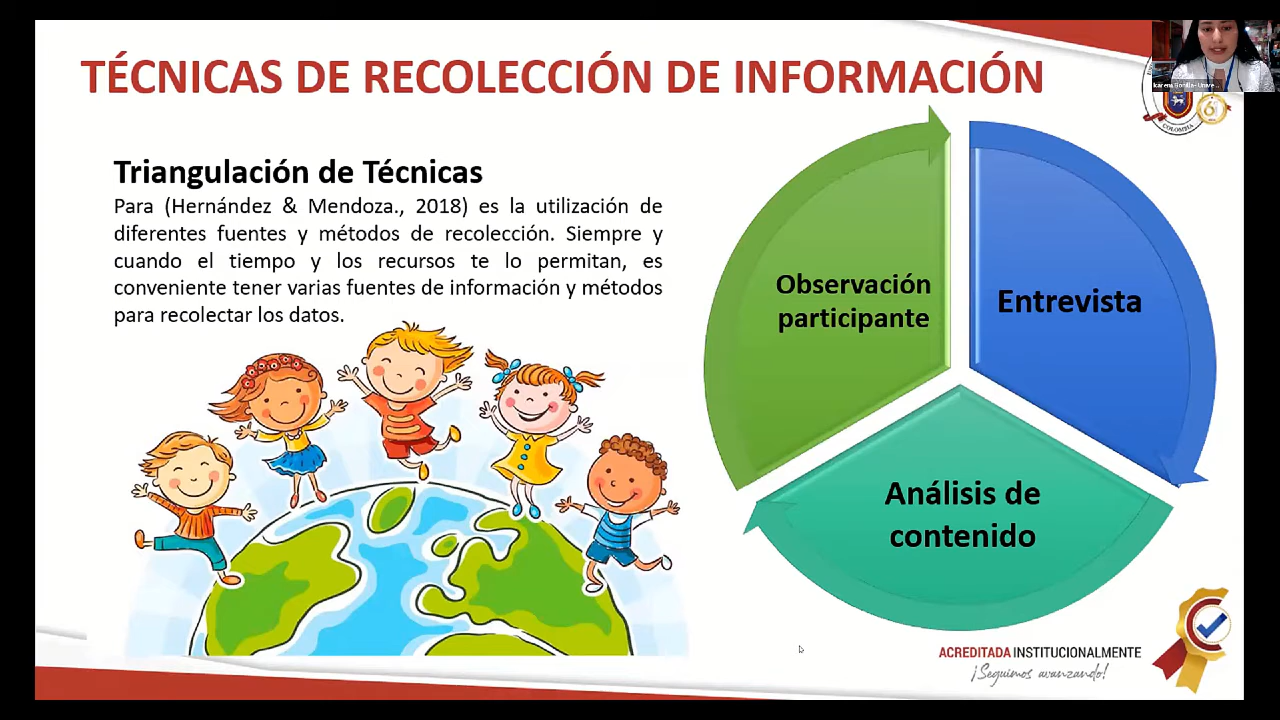 TÉCNICAS DE RECOLECCIÓN DE INFORMACIÓN
Triangulación de Técnicas
Para (Hernández & Mendoza., 2018) es la utilización de
diferentes fuentes y métodos de recolección. Siempre y
cuando el tiempo y los recursos te lo permitan, es
conveniente tener varias fuentes de información y métodos
para recolectar los datos.
Observación
participante
Entrevista
Análisis de
contenido
COLOMBIA
ACREDITADA INSTITUCIONALMENTE
¡Seguimos avanzando!